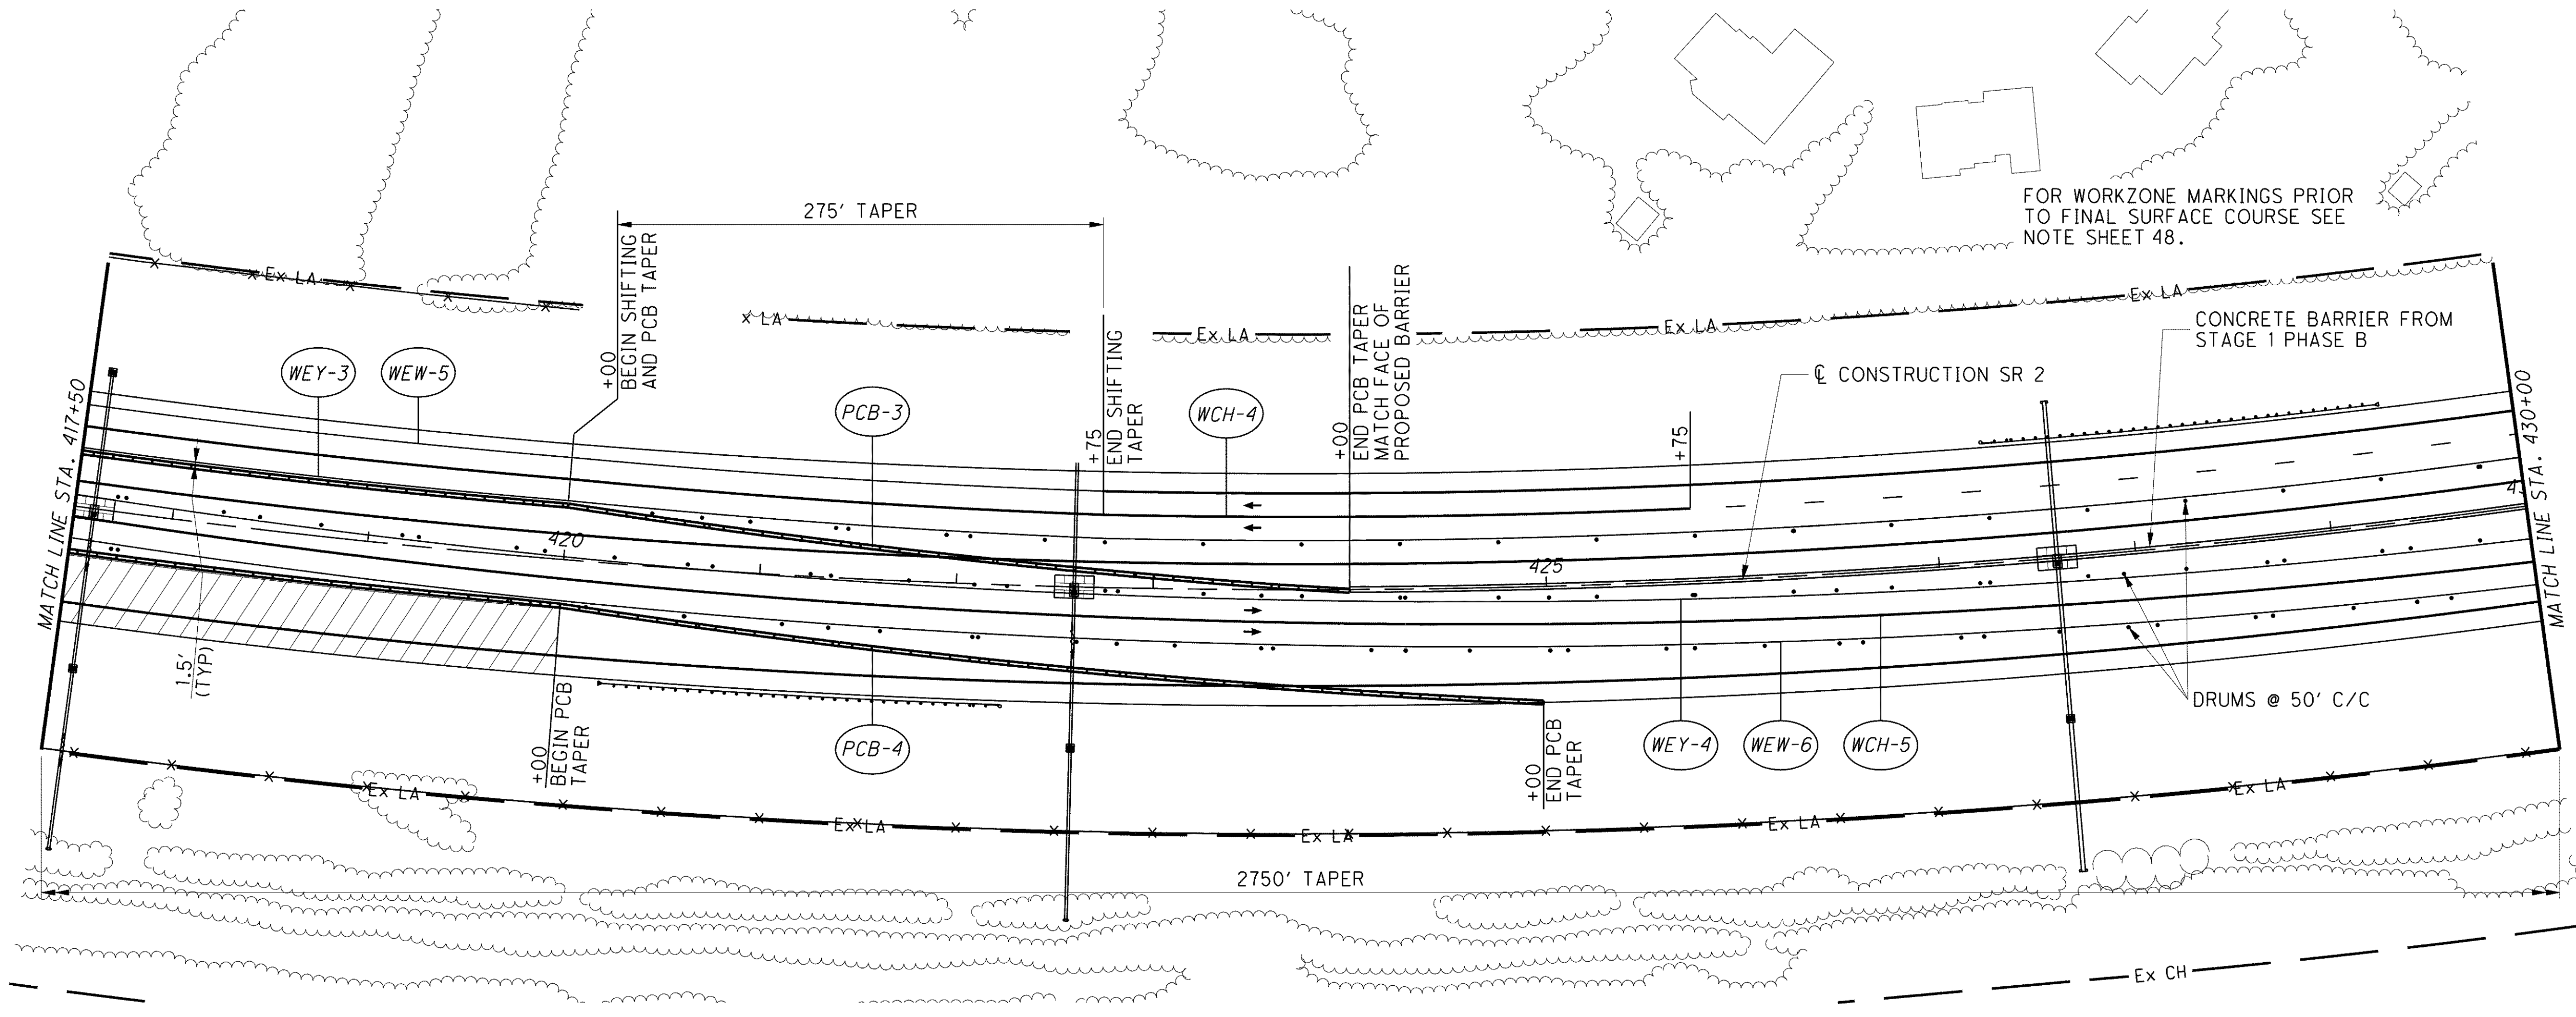 275' TAPER
FOR WORKZONE MARKINGS PRIOR
TO FINAL SURFACE COURSE SEE
NOTE SHEET 48.
Ex LA
x LA
Ex LA
Ex LA
Ex LA
+00
BEGIN SHIFTING
AND PCB TAPER
+75
END SHIFTING
TAPER
+00
END PCB TAPER
MATCH FACE OF
PROPOSED BARRIER
+75
CONCRETE BARRIER FROM
STAGE 1 PHASE B
℄ CONSTRUCTION SR 2
WEY-3
WEW-5
PCB-3
WCH-4
MATCH LINE STA. 417+50
MATCH LINE STA. 430+00
420
425
43
1.5'
(TYP)
+00
BEGIN PCB
TAPER
PCB-4
+00
END PCB
TAPER
WEY-4
WEW-6
WCH-5
DRUMS @ 50' C/C
Ex LA
Ex LA
Ex LA
Ex LA
Ex LA
2750' TAPER
Ex CH